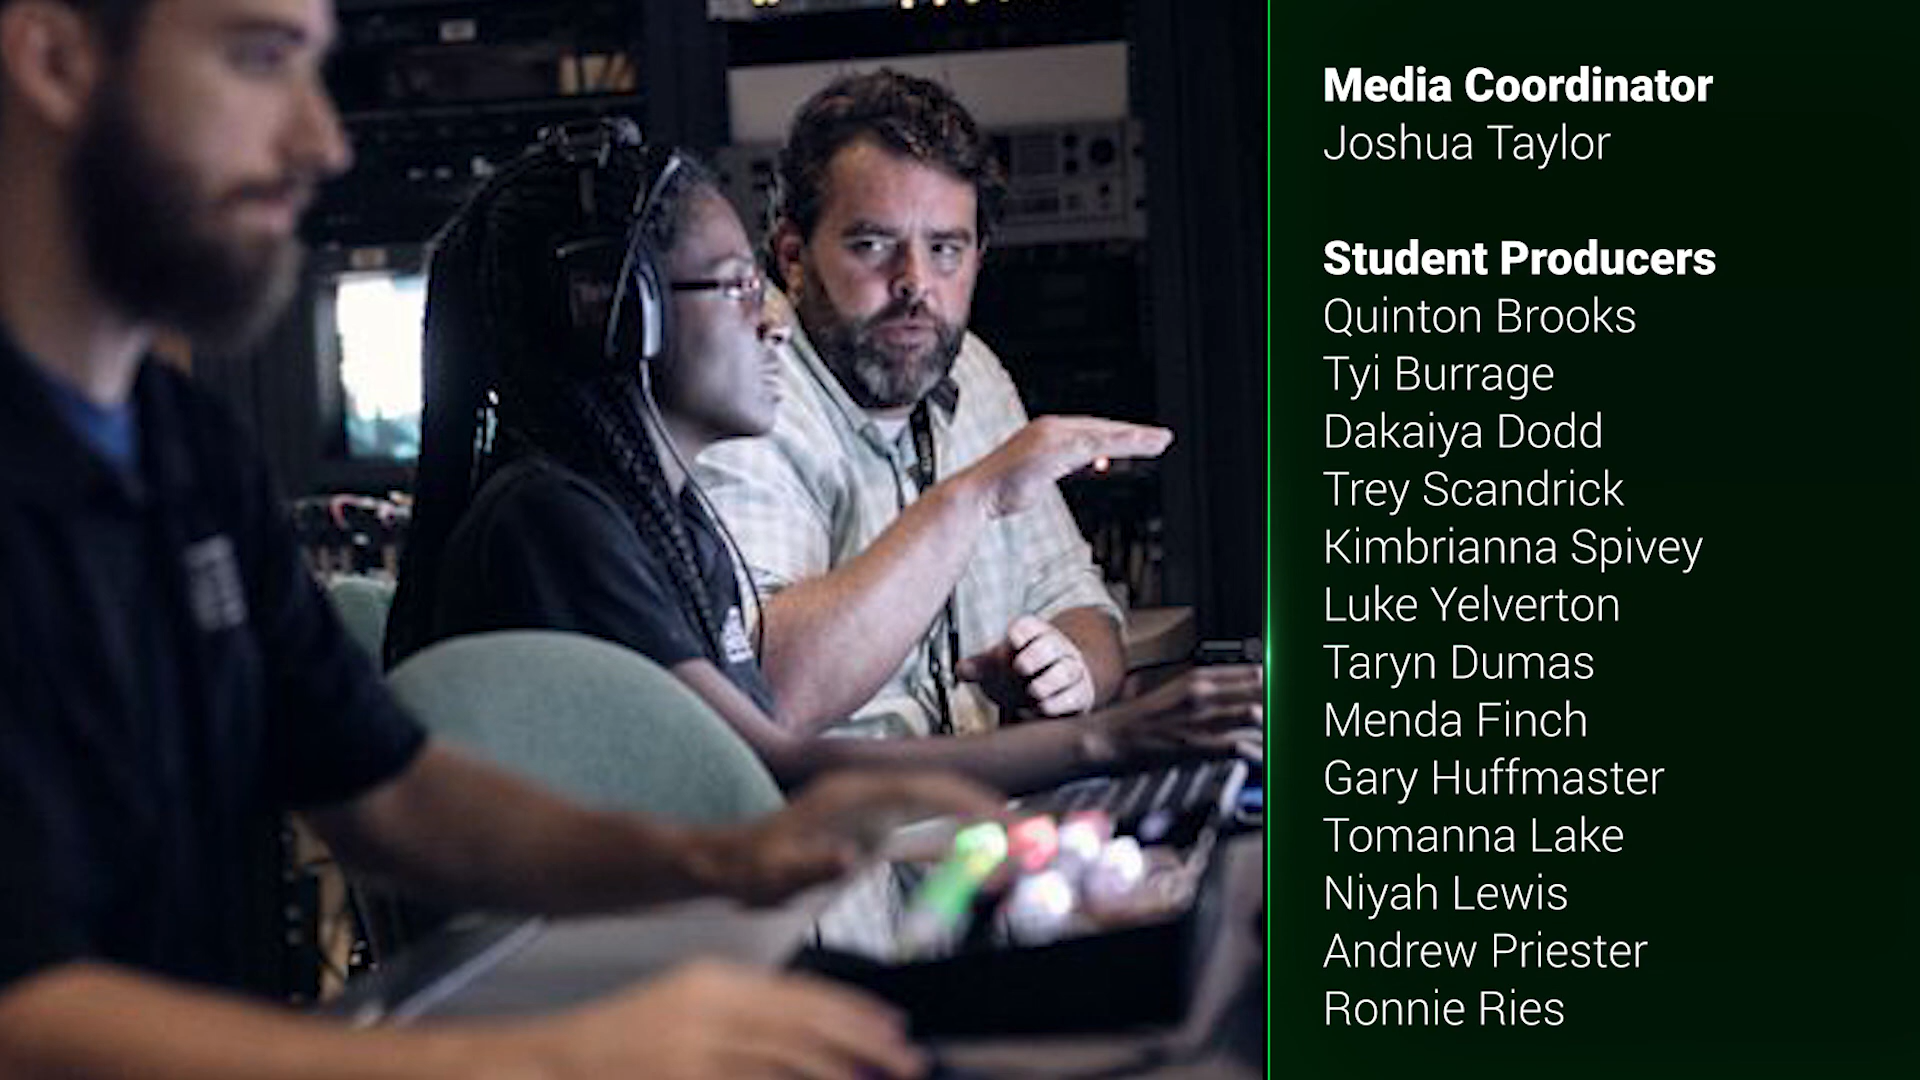 Media Coordinator
Joshua Taylor
Student Producers
Quinton Brooks
Tyi Burrage
Dakaiya Dodd
Trey Scandrick
Kimbrianna Spivey
Luke Yelverton
Taryn Dumas
Menda Finch
Gary Huffmaster
Tomanna Lake
Niyah Lewis
Andrew Priester
Ronnie Ries